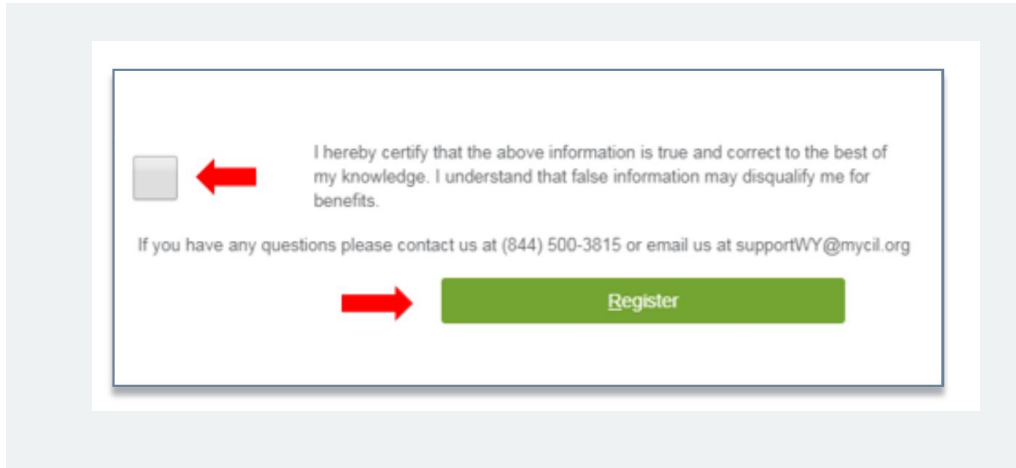 I hereby certify that the above information is true and correct to the best of
my knowledge. I understand that false information may disqualify me for
benefits.
If you have any questions please contact us at (844) 500-3815 or email us at supportWY@mycil.org
Register